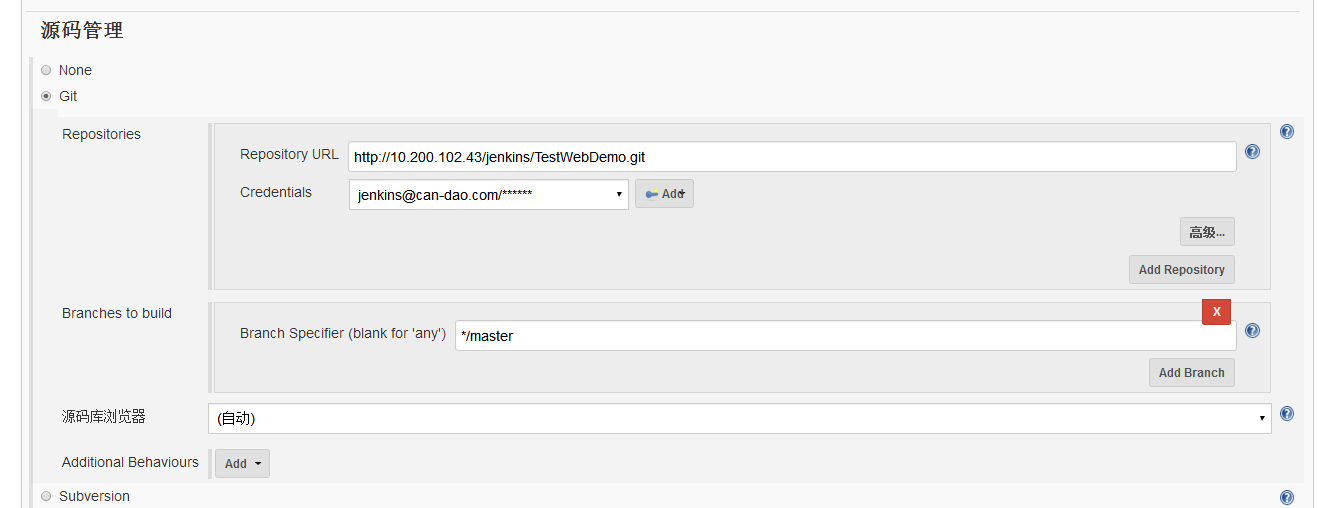 源码管理
None
Git
Repositories
Repository URL http://10.200.102.43/jenkins/TestWebDemo.git
Credentials jenkins@can-dao.com/****** Add
高级...
Add Repository
Branches to build
X
Branch Specifier (blank for 'any') */master
Add Branch
源码库浏览器 (自动)
Additional Behaviours Add
Subversion